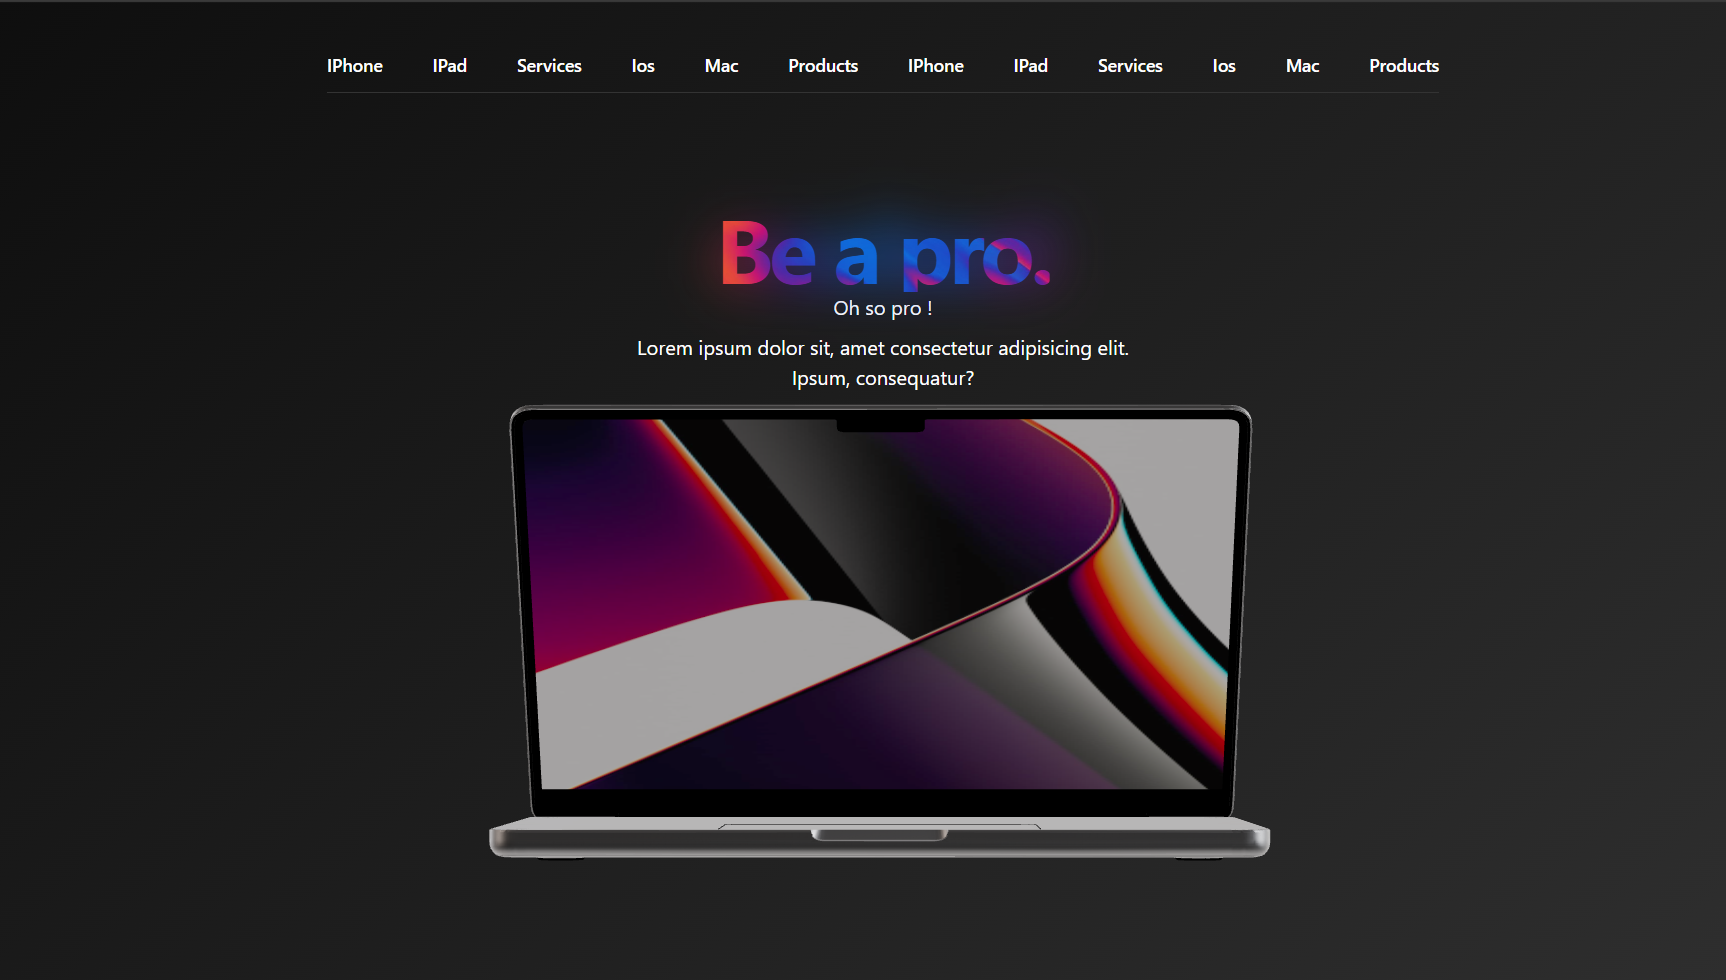 IPhone IPad Services Ios Mac Products IPhone IPad Services Ios Mac Products
Be a pro.
Oh so pro !
Lorem ipsum dolor sit, amet consectetur adipisicing elit.
Ipsum, consequatur?